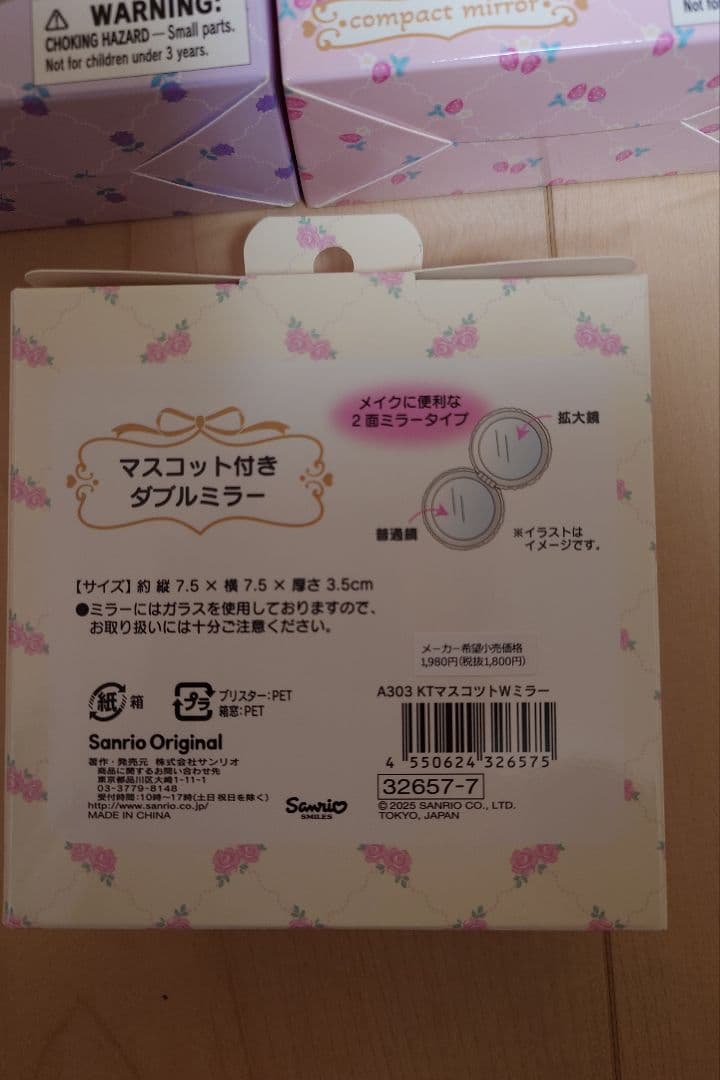 WARNING:
CHOKING HAZARD — Small parts.
Not for children under 3 years.
compact mirror
Not fo
メイクに便利な
2面ミラータイプ
拡大鏡
マスコット付き
ダブルミラー
普通鏡
※イラストは
イメージです。
【サイズ】約 縦 7.5 × 横 7.5 × 厚さ 3.5cm
●ミラーにはガラスを使用しておりますので、
お取り扱いには十分ご注意ください。
メーカー希望小売価格
1,980円(税抜1,800円)
紙 箱
プラ
ブリスター:PET
箱窓:PET
A303 KTマスコットWミラー
4 550624 326575
32657-7
©2025 SANRIO CO., LTD.
TOKYO, JAPAN
Sanrio Original
著作・発売元 株式会社サンリオ
商品に関するお問い合わせ先
東京都品川区大崎1-11-1
03-3779-8148
受付時間:10時～17時(土日祝日を除く)
http://www.sanrio.co.jp/
MADE IN CHINA
Sanrio
SMILES